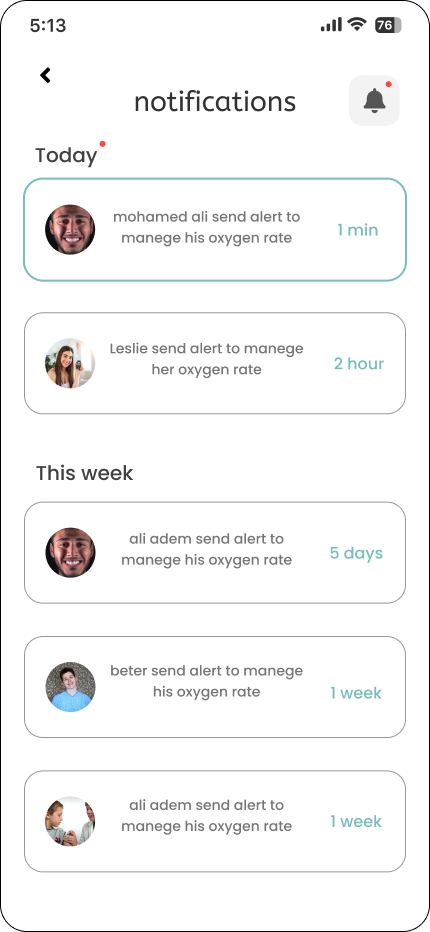 5:13
76
notifications
Today
mohamed ali send alert to
manege his oxygen rate
1 min
Leslie send alert to manege
her oxygen rate
2 hour
This week
ali adem send alert to
manege his oxygen rate
5 days
beter send alert to manege
his oxygen rate
1 week
ali adem send alert to
manege his oxygen rate
1 week